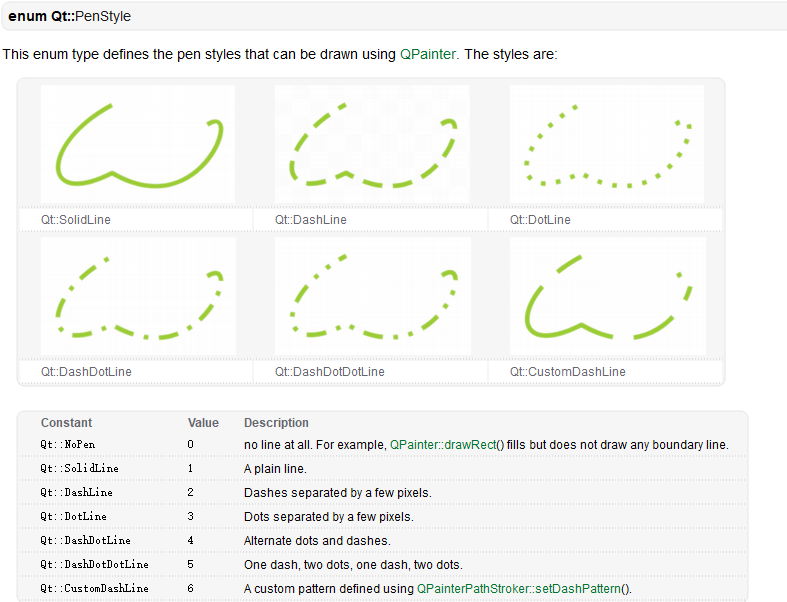 enum Qt::PenStyle
This enum type defines the pen styles that can be drawn using QPainter. The styles are:
Qt::SolidLine
Qt::DashLine
Qt::DotLine
Qt::DashDotLine
Qt::DashDotDotLine
Qt::CustomDashLine
Constant Value Description
Qt::NoPen 0 no line at all. For example, QPainter::drawRect() fills but does not draw any boundary line.
Qt::SolidLine 1 A plain line.
Qt::DashLine 2 Dashes separated by a few pixels.
Qt::DotLine 3 Dots separated by a few pixels.
Qt::DashDotLine 4 Alternate dots and dashes.
Qt::DashDotDotLine 5 One dash, two dots, one dash, two dots.
Qt::CustomDashLine 6 A custom pattern defined using QPainterPathStroker::setDashPattern().